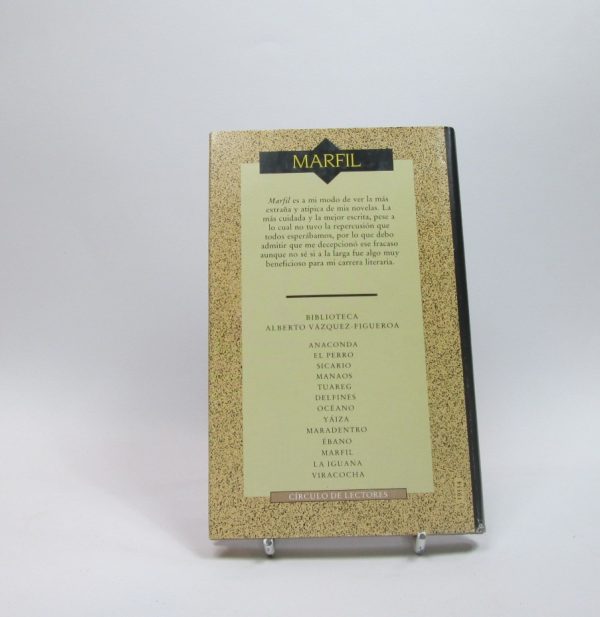 MARFIL
Marfil es a mi modo de ver la más
extraña y atípica de mis novelas. La
más cuidada y la mejor escrita, pese a
lo cual no tuvo la repercusión que
todos esperábamos, por lo que debo
admitir que me decepcionó ese fracaso
aunque no sé si a la larga fue algo muy
beneficioso para mi carrera literaria.
BIBLIOTECA
ALBERTO VÁZQUEZ-FIGUEROA
ANACONDA
EL PERRO
SICARIO
MANAOS
TUAREG
DELFINES
OCÉANO
YÁIZA
MARADENTRO
ÉBANO
MARFIL
LA IGUANA
VIRACOCHA
CÍRCULO DE LECTORES